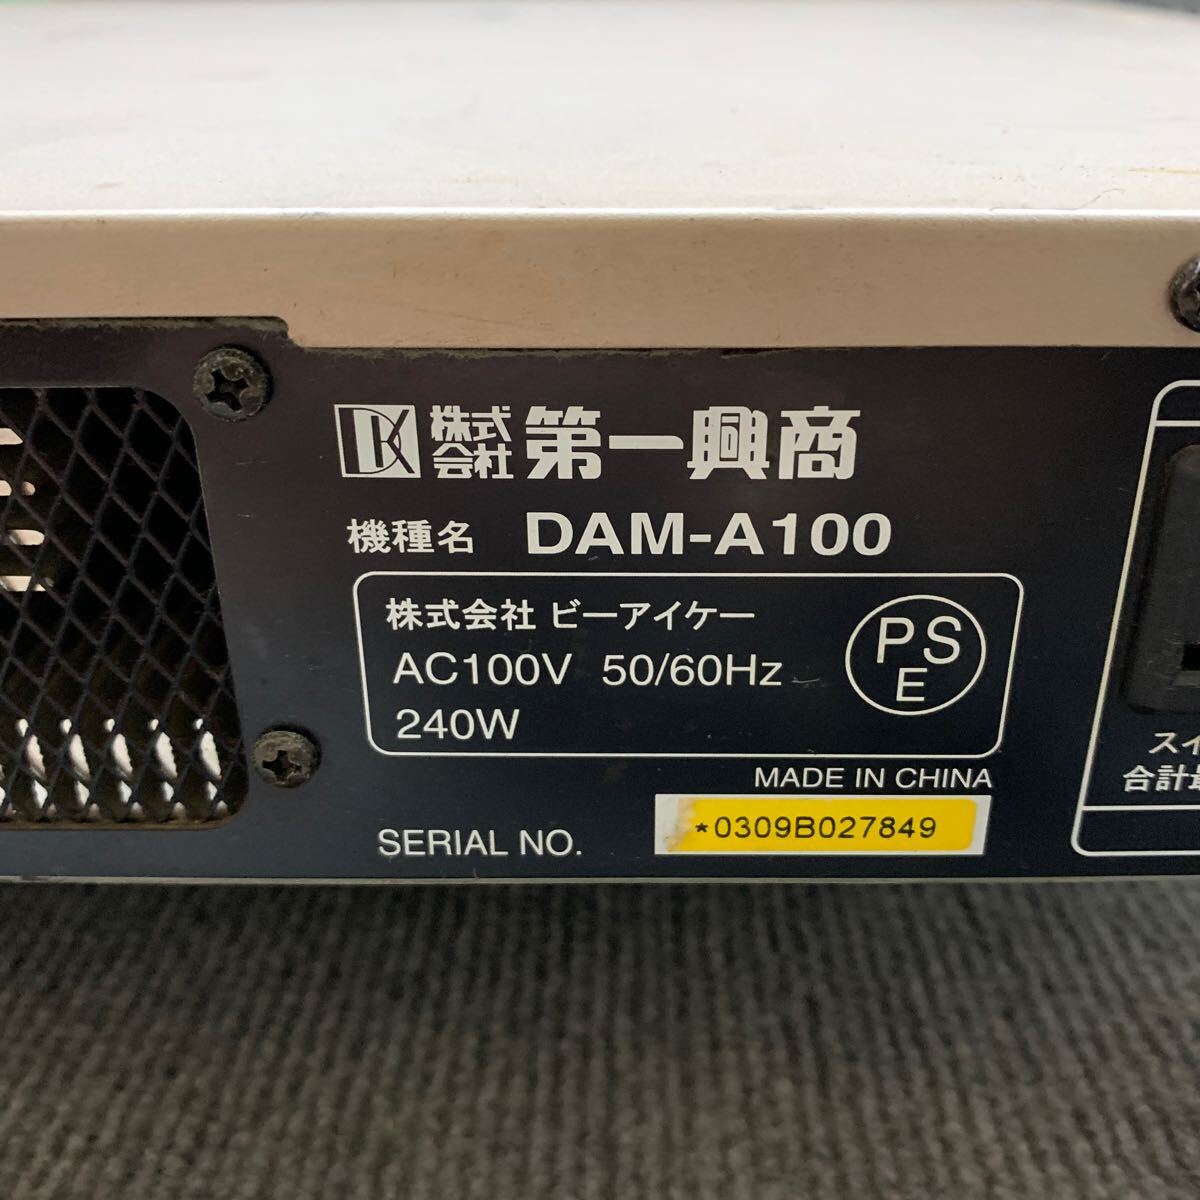 DK 株式会社 第一興商
機種名 DAM-A100
株式会社 ビーアイケー
AC100V 50/60Hz
240W
PSE
MADE IN CHINA
SERIAL NO. *0309B027849
スイ
合計最